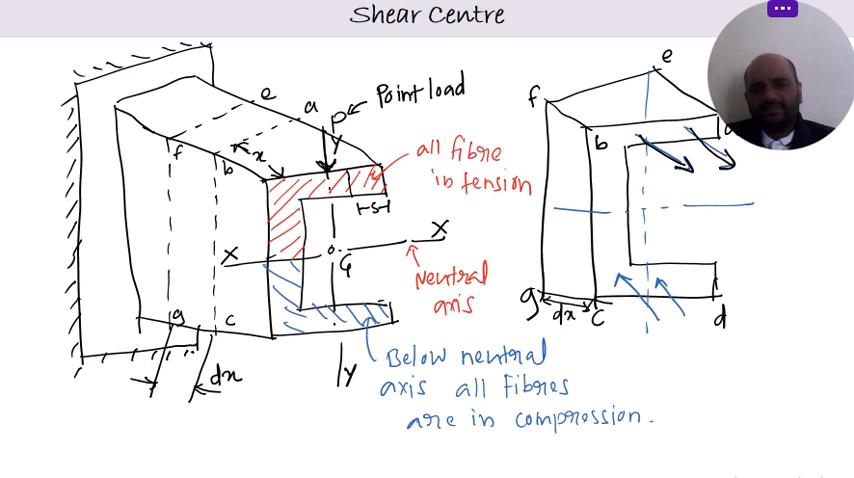 Shear Centre
e
a
P
Point load
f
b
x
all fibre
in tension
s
X
X
G
Neutral
axis
g
c
dx
Y
Below neutral
axis all fibres
are in compression.
e
f
b
g
dx
c
d